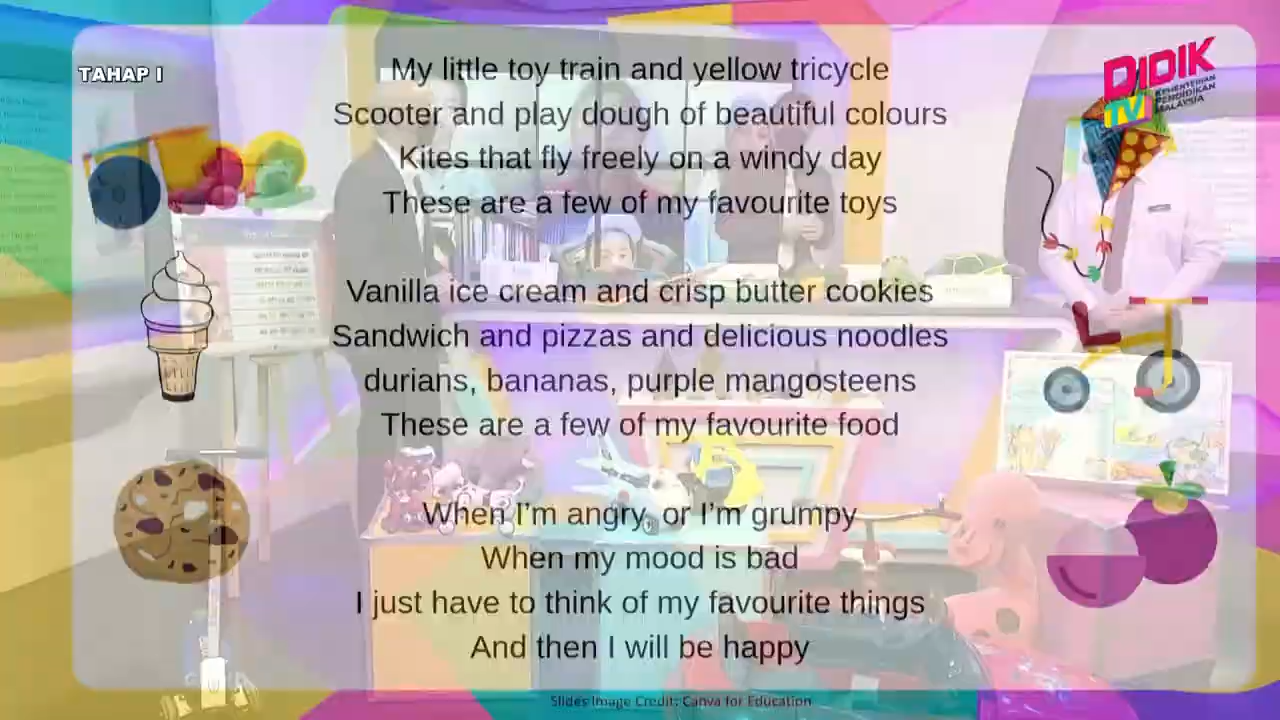 TAHAP I
DIDIK
TV
KEMENTERIAN
PENDIDIKAN
MALAYSIA
My little toy train and yellow tricycle
Scooter and play dough of beautiful colours
Kites that fly freely on a windy day
These are a few of my favourite toys
Vanilla ice cream and crisp butter cookies
Sandwich and pizzas and delicious noodles
durians, bananas, purple mangosteens
These are a few of my favourite food
When I'm angry, or I'm grumpy
When my mood is bad
I just have to think of my favourite things
And then I will be happy
Slides Image Credit: Canva for Education